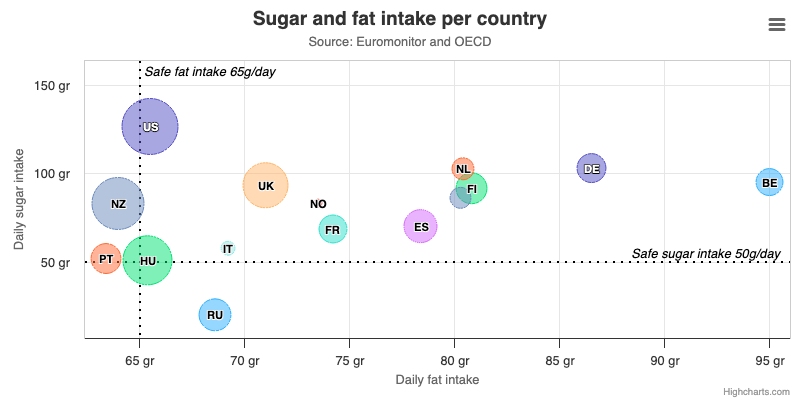 Sugar and fat intake per country
Source: Euromonitor and OECD
Safe fat intake 65g/day
150 gr
US
100 gr
NL
DE
BE
UK
FI
NZ
NO
Daily sugar intake
FR
ES
IT
Safe sugar intake 50g/day
PT
HU
50 gr
RU
65 gr
70 gr
75 gr
80 gr
85 gr
90 gr
95 gr
Daily fat intake
Highcharts.com